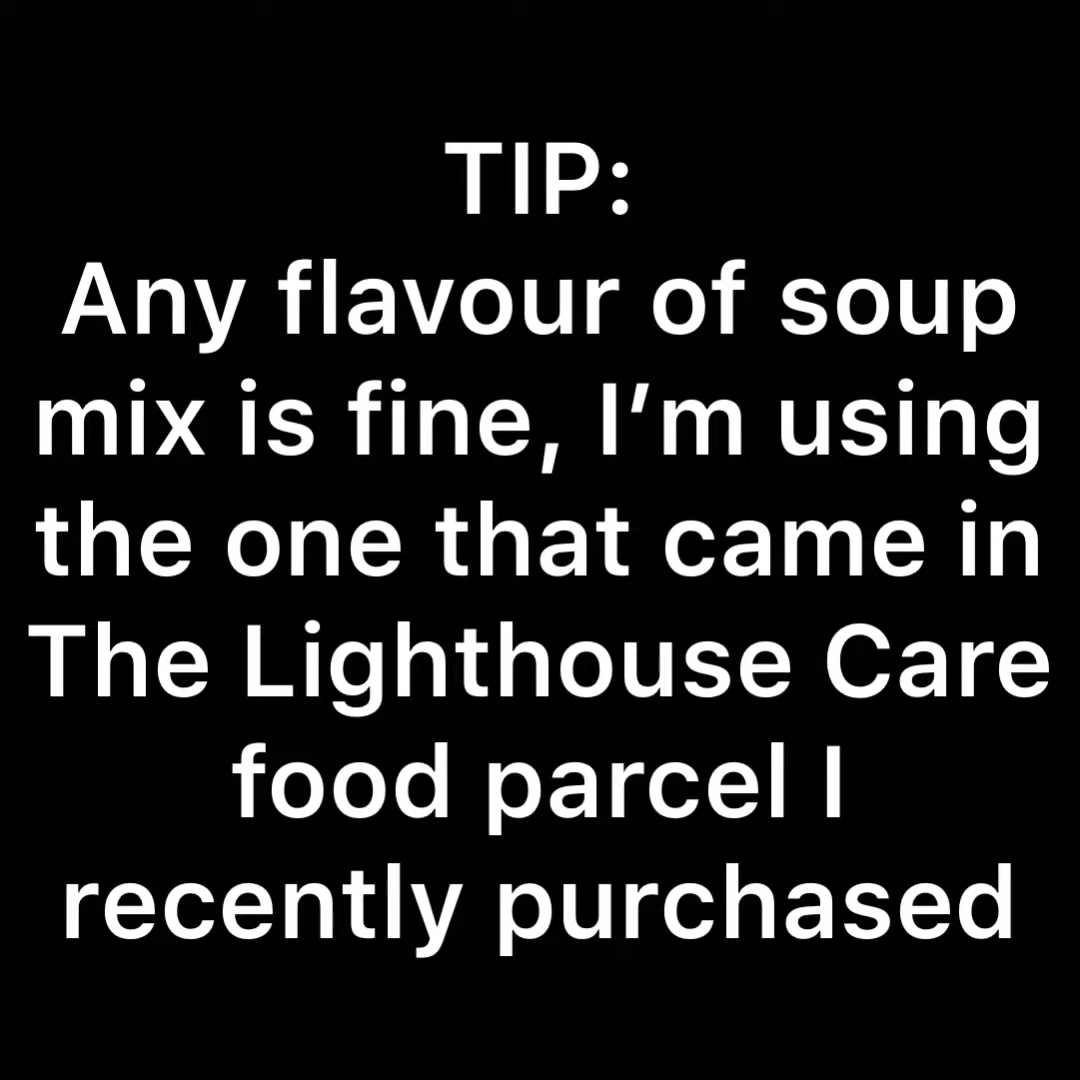 TIP:
Any flavour of soup
mix is fine, I’m using
the one that came in
The Lighthouse Care
food parcel I
recently purchased